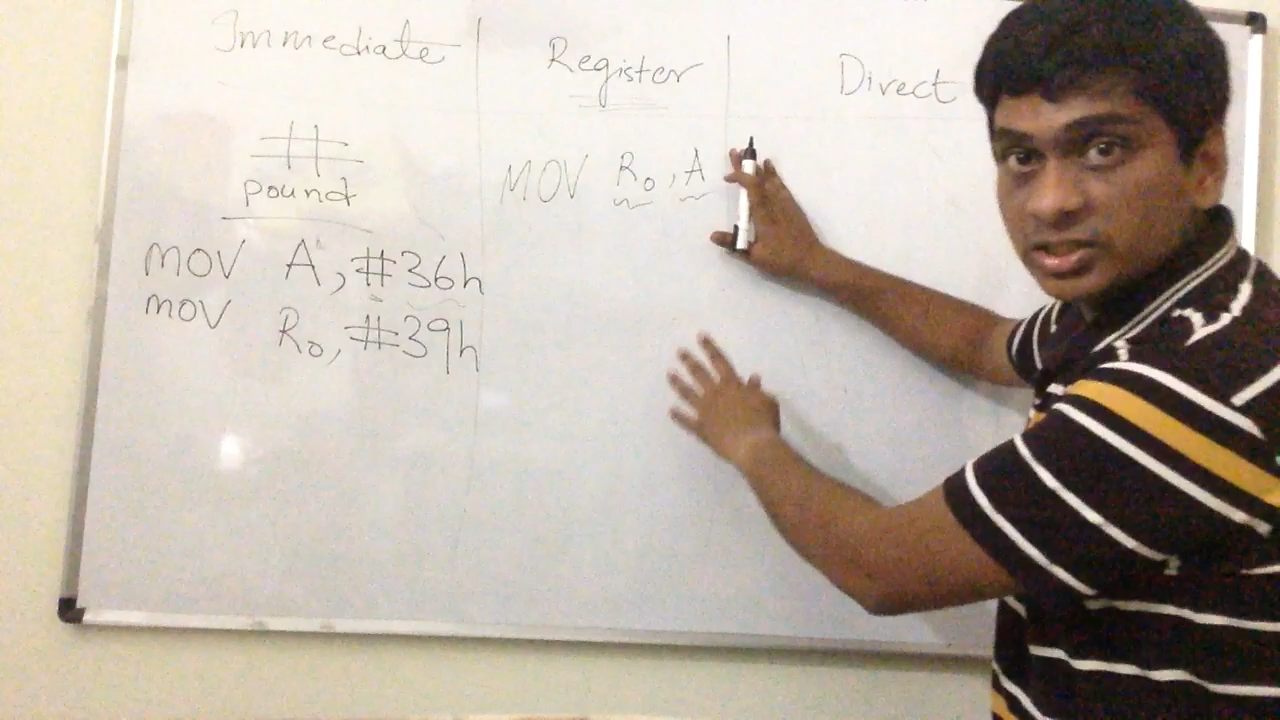 Immediate
Register
Direct
#
pound
MOV A, #36h
MOV R0, #39h
MOV R0, A